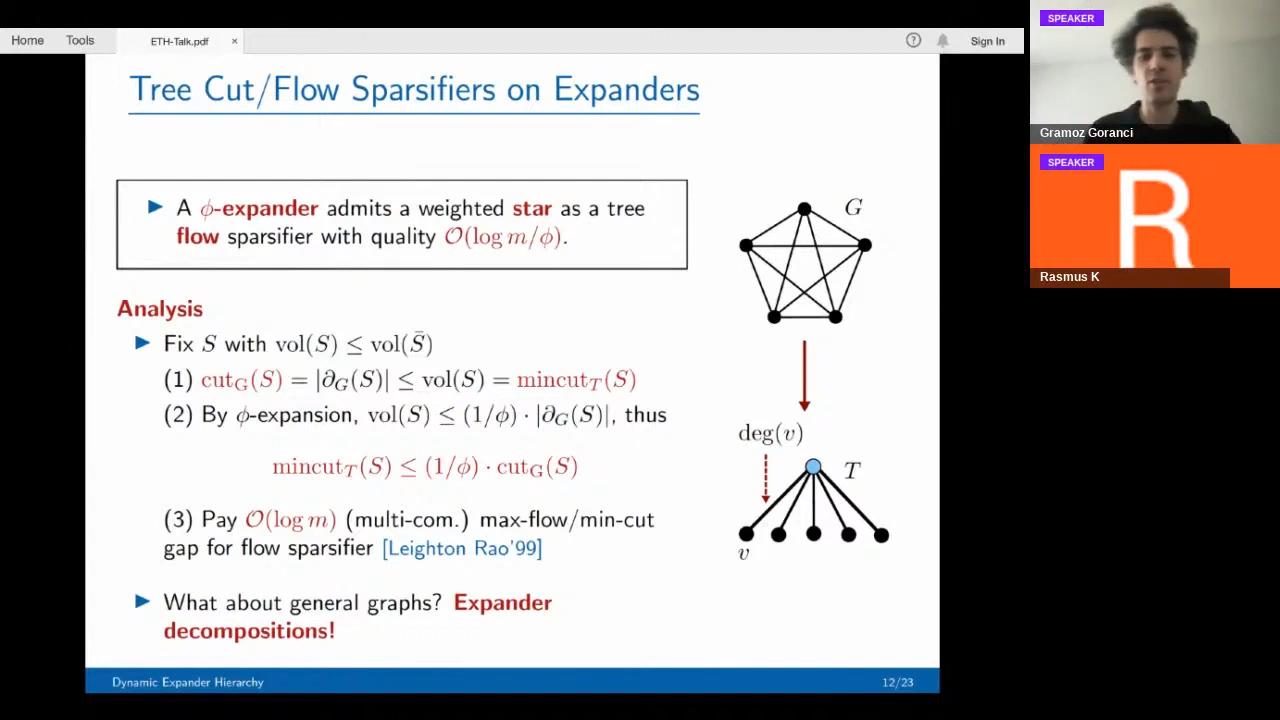 Home Tools ETH-Talk.pdf × ? Sign In
Tree Cut/Flow Sparsifiers on Expanders
▶ A ϕ-expander admits a weighted star as a tree
flow sparsifier with quality O(log m/ϕ).
Analysis
▶ Fix S with vol(S) ≤ vol(S̄)
(1) cut_G(S) = |∂_G(S)| ≤ vol(S) = mincut_T(S)
(2) By ϕ-expansion, vol(S) ≤ (1/ϕ) · |∂_G(S)|, thus
mincut_T(S) ≤ (1/ϕ) · cut_G(S)
(3) Pay O(log m) (multi-com.) max-flow/min-cut
gap for flow sparsifier [Leighton Rao'99]
▶ What about general graphs? Expander
decompositions!
G
deg(v)
T
v
Dynamic Expander Hierarchy 12/23
SPEAKER
Gramoz Goranci
SPEAKER
R
Rasmus K